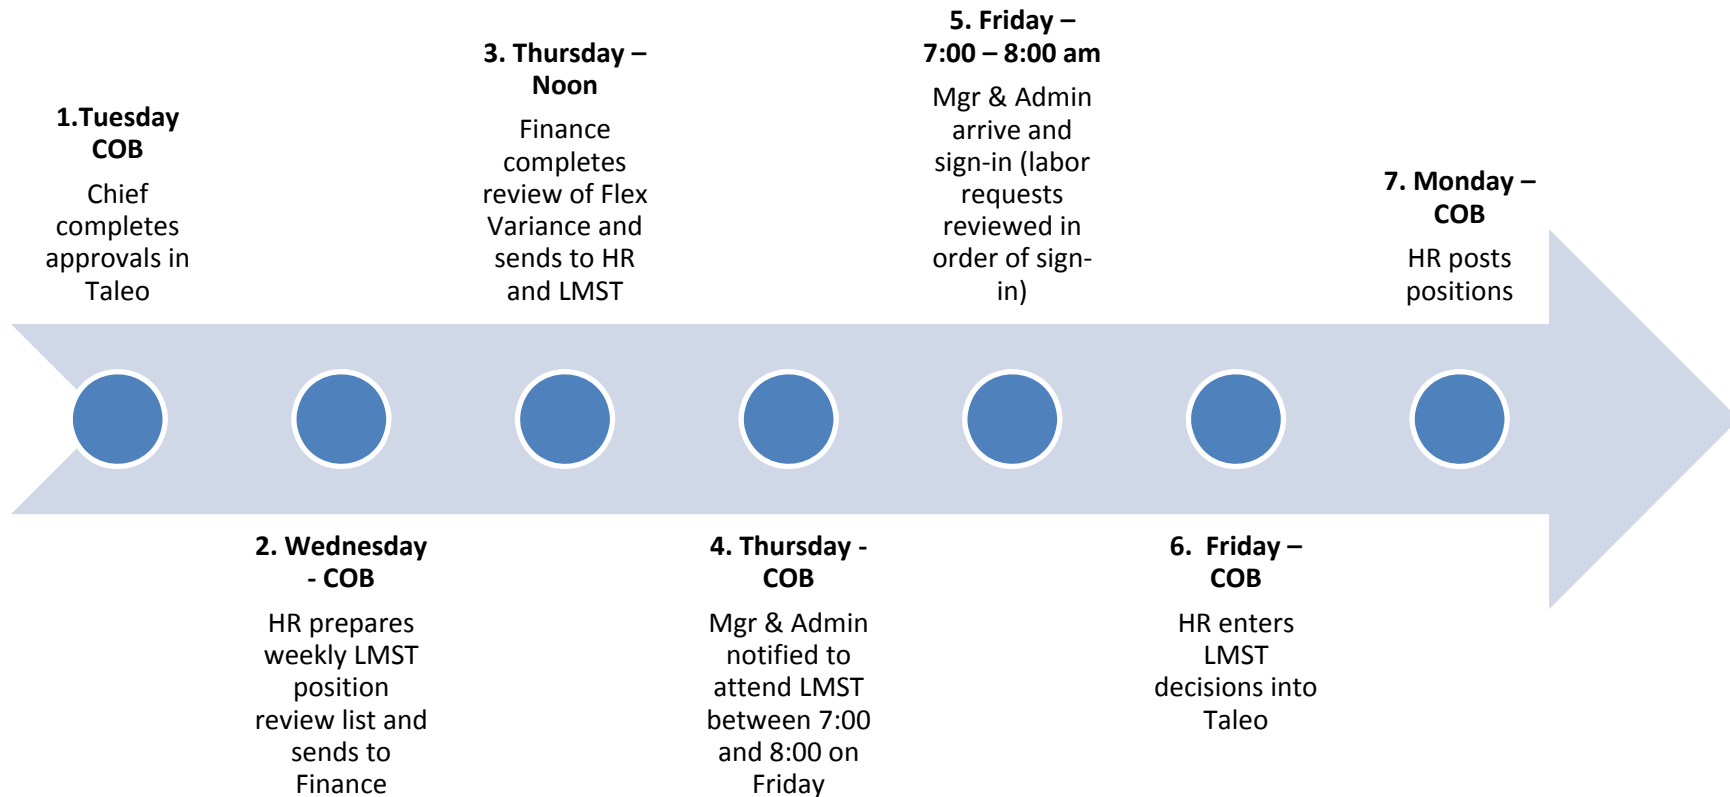 1.Tuesday
COB
Chief
completes
approvals in
Taleo
2. Wednesday
- COB
HR prepares
weekly LMST
position
review list and
sends to
Finance
3. Thursday –
Noon
Finance
completes
review of Flex
Variance and
sends to HR
and LMST
4. Thursday -
COB
Mgr & Admin
notified to
attend LMST
between 7:00
and 8:00 on
Friday
5. Friday –
7:00 – 8:00 am
Mgr & Admin
arrive and
sign-in (labor
requests
reviewed in
order of sign-
in)
6.  Friday –
COB
HR enters
LMST
decisions into
Taleo
7. Monday –
COB
HR posts
positions